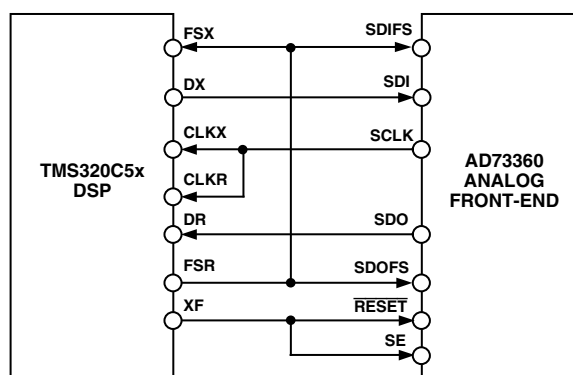 FSX
SDIFS
DX
SDI
CLKX
SCLK
TMS320C5x
DSP
AD73360
ANALOG
FRONT-END
CLKR
DR
SDO
FSR
SDOFS
XF
RESET
SE